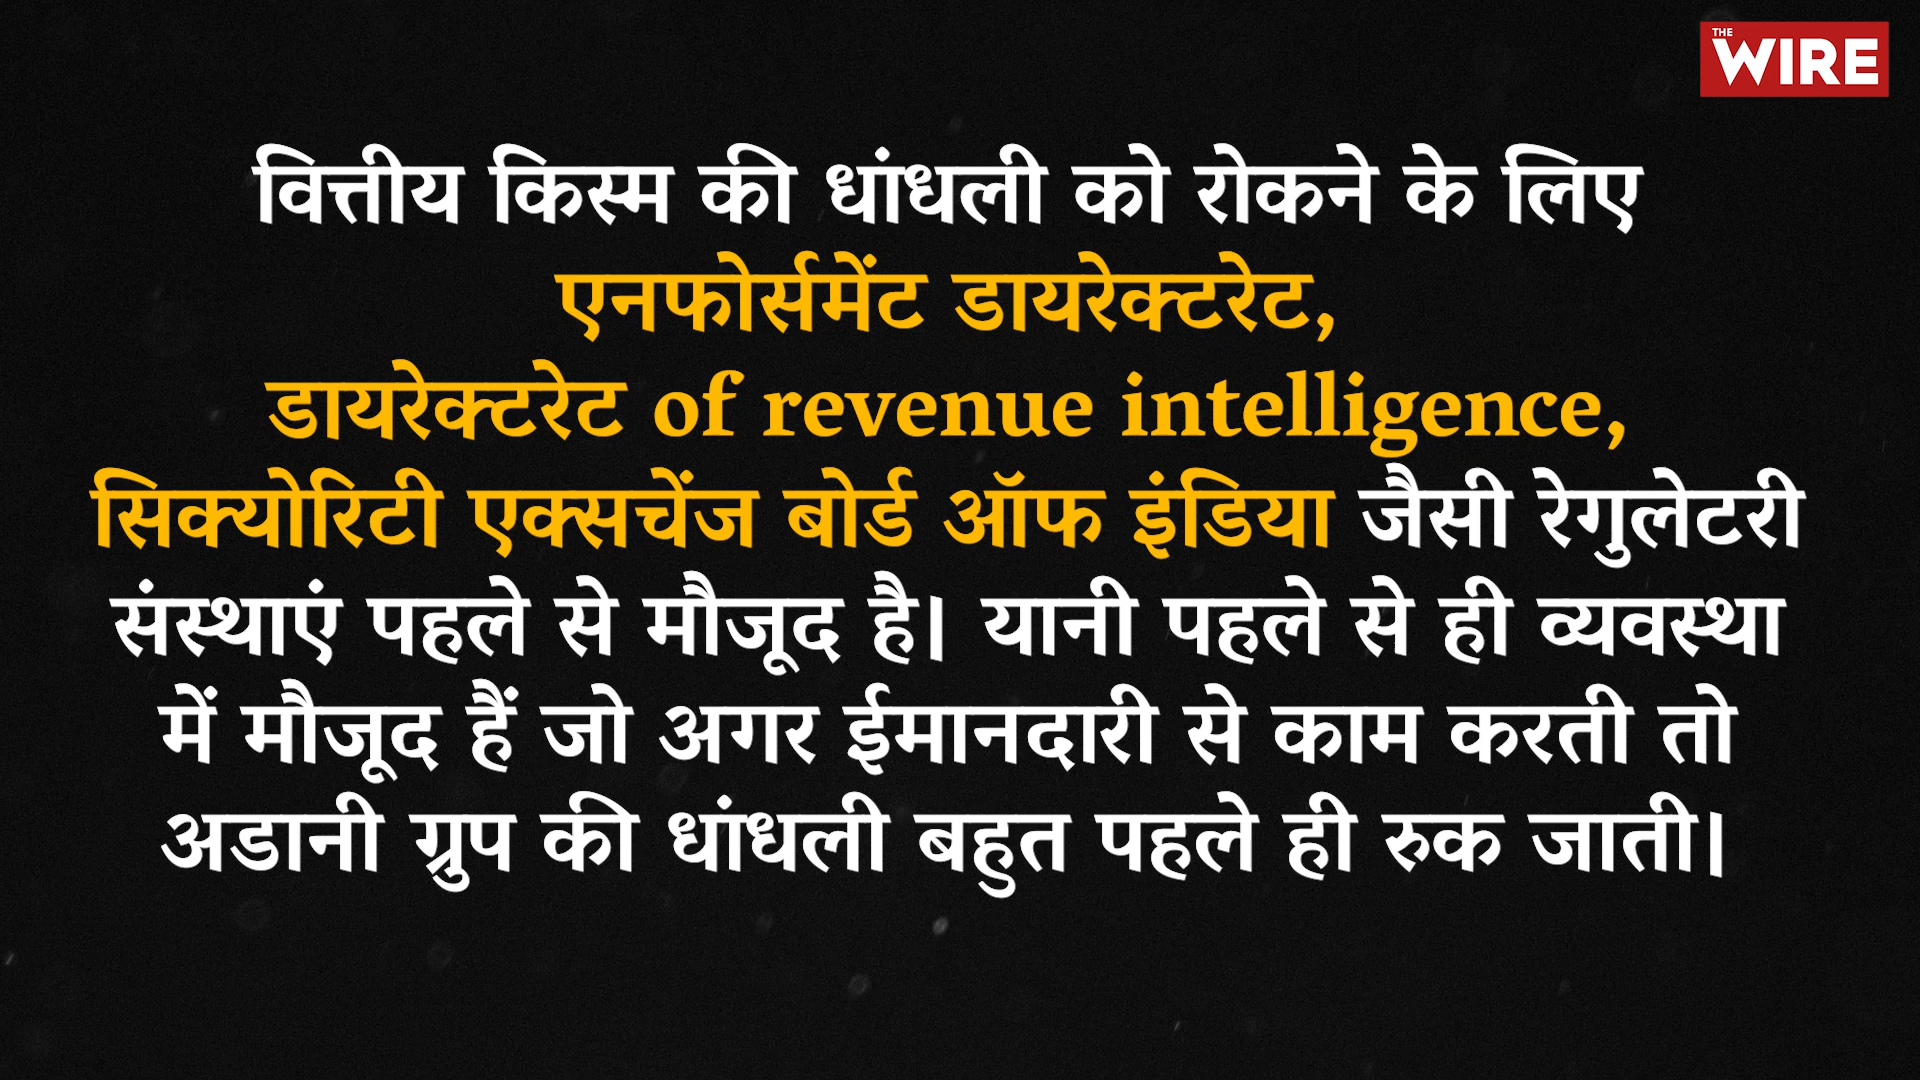 THE
WIRE
वित्तीय किस्म की धांधली को रोकने के लिए
एनफोर्समेंट डायरेक्टरेट,
डायरेक्टरेट of revenue intelligence,
सिक्योरिटी एक्सचेंज बोर्ड ऑफ इंडिया जैसी रेगुलेटरी
संस्थाएं पहले से मौजूद है। यानी पहले से ही व्यवस्था
में मौजूद हैं जो अगर ईमानदारी से काम करती तो
अडानी ग्रुप की धांधली बहुत पहले ही रुक जाती।